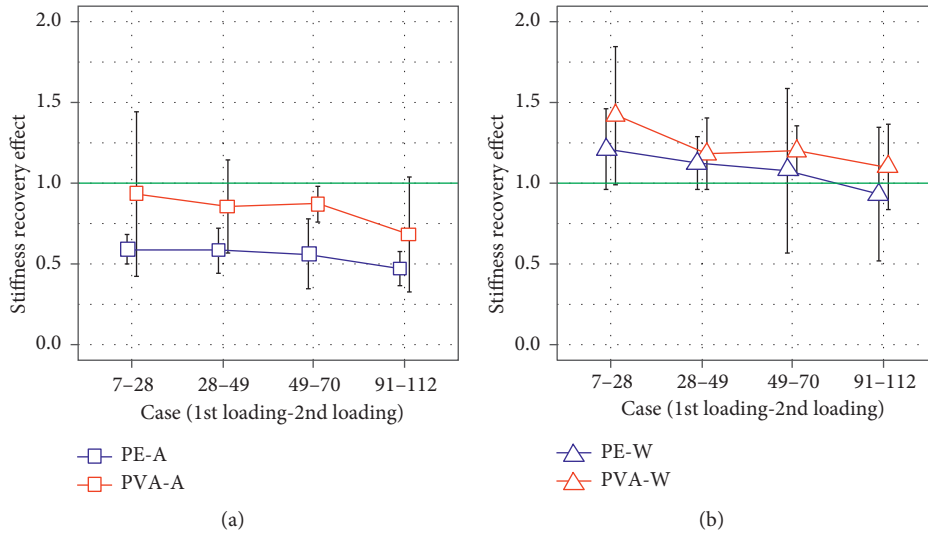 2.0
1.5
1.0
0.5
0.0
Stiffness recovery effect
7–28
28–49
49–70
91–112
Case (1st loading-2nd loading)
PE-A
PVA-A
(a)
2.0
1.5
1.0
0.5
0.0
Stiffness recovery effect
7–28
28–49
49–70
91–112
Case (1st loading-2nd loading)
PE-W
PVA-W
(b)